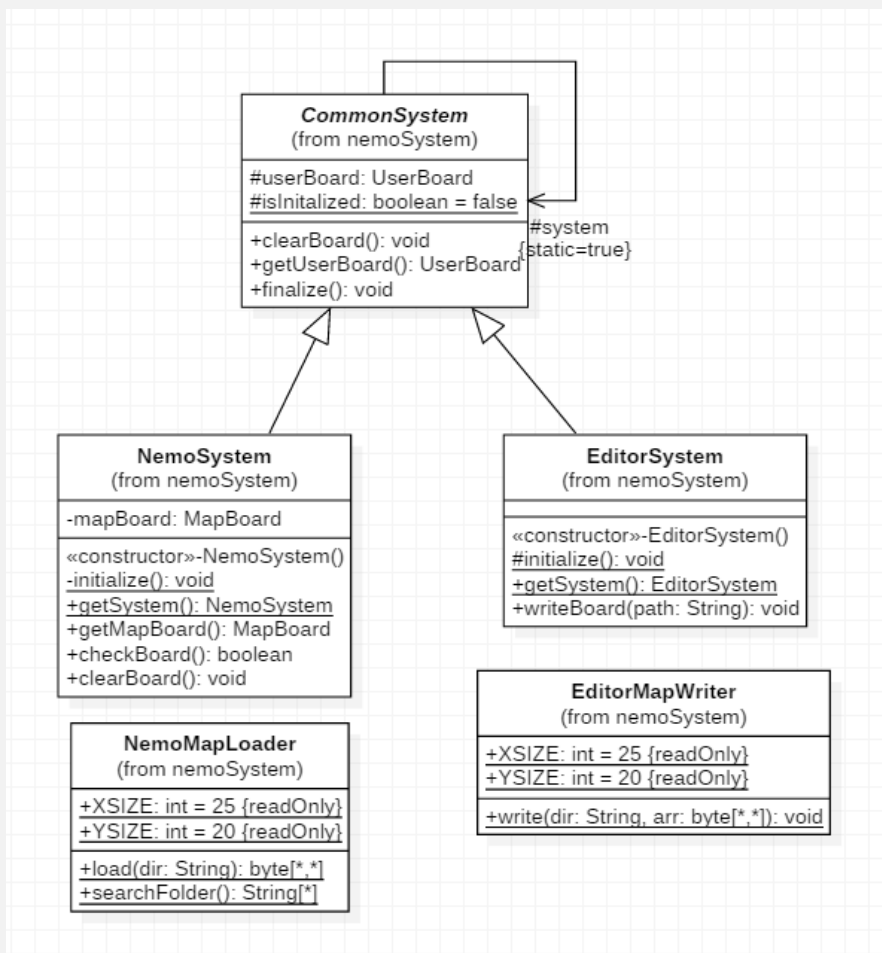 CommonSystem
(from nemoSystem)
#userBoard: UserBoard
#isInitalized: boolean = false
+clearBoard(): void
+getUserBoard(): UserBoard
+finalize(): void
#system
{static=true}
NemoSystem
(from nemoSystem)
-mapBoard: MapBoard
«constructor»-NemoSystem()
-initialize(): void
+getSystem(): NemoSystem
+getMapBoard(): MapBoard
+checkBoard(): boolean
+clearBoard(): void
EditorSystem
(from nemoSystem)
«constructor»-EditorSystem()
#initialize(): void
+getSystem(): EditorSystem
+writeBoard(path: String): void
NemoMapLoader
(from nemoSystem)
+XSIZE: int = 25 {readOnly}
+YSIZE: int = 20 {readOnly}
+load(dir: String): byte[*,*]
+searchFolder(): String[*]
EditorMapWriter
(from nemoSystem)
+XSIZE: int = 25 {readOnly}
+YSIZE: int = 20 {readOnly}
+write(dir: String, arr: byte[*,*]): void